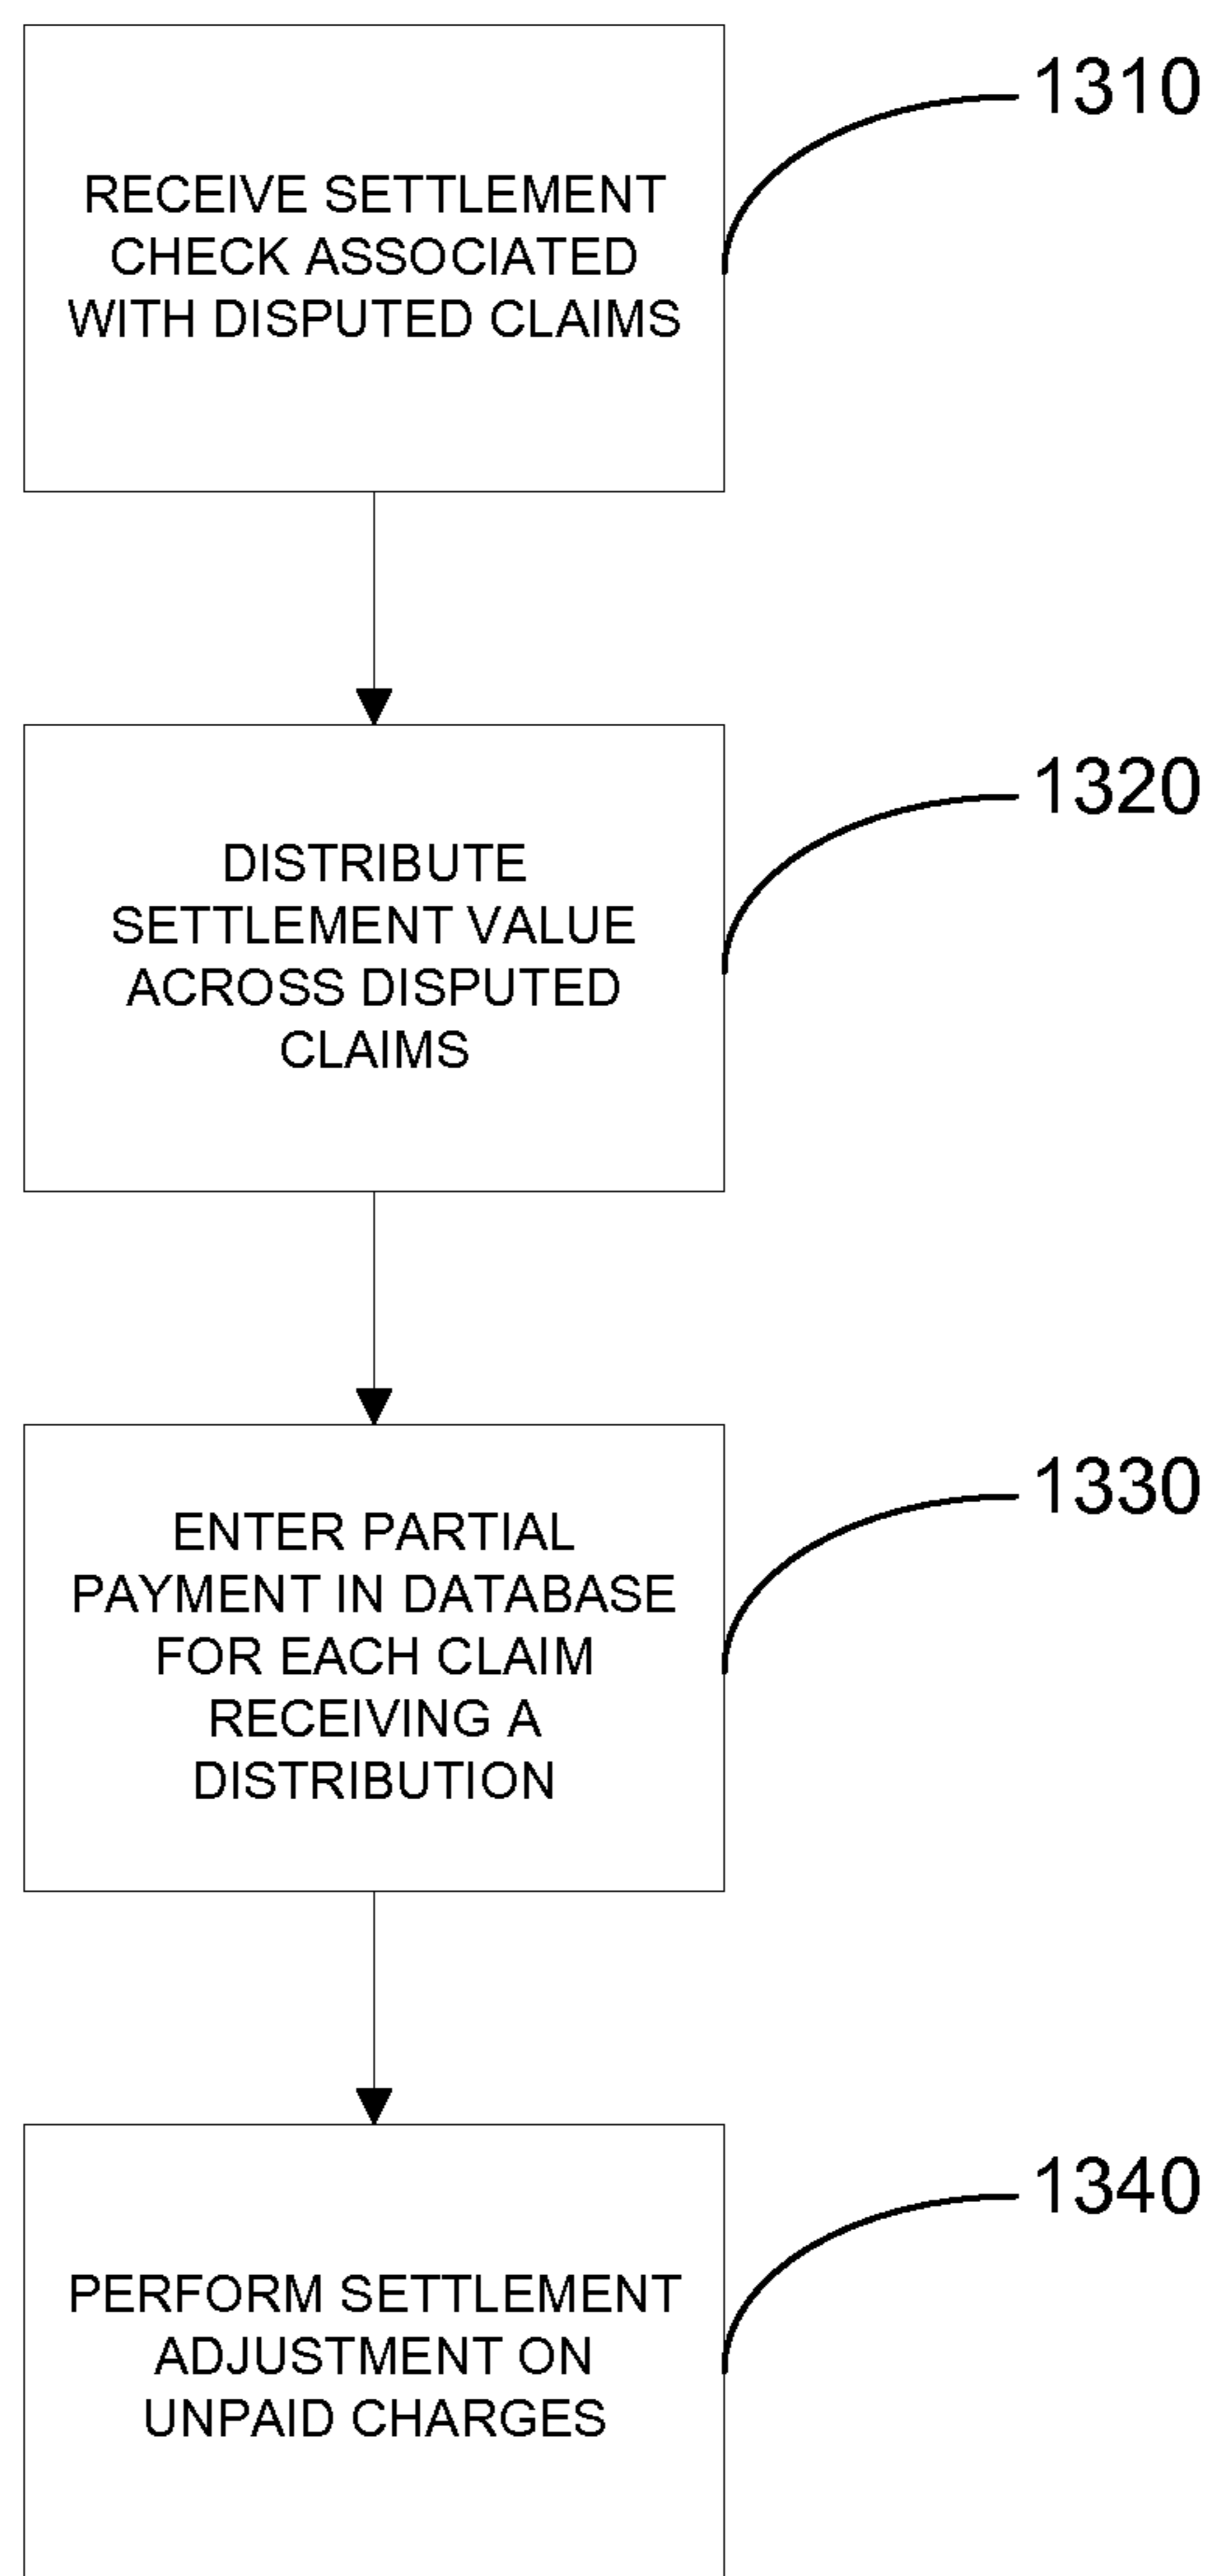 1310
RECEIVE SETTLEMENT
CHECK ASSOCIATED
WITH DISPUTED CLAIMS
1320
DISTRIBUTE
SETTLEMENT VALUE
ACROSS DISPUTED
CLAIMS
1330
ENTER PARTIAL
PAYMENT IN DATABASE
FOR EACH CLAIM
RECEIVING A
DISTRIBUTION
1340
PERFORM SETTLEMENT
ADJUSTMENT ON
UNPAID CHARGES